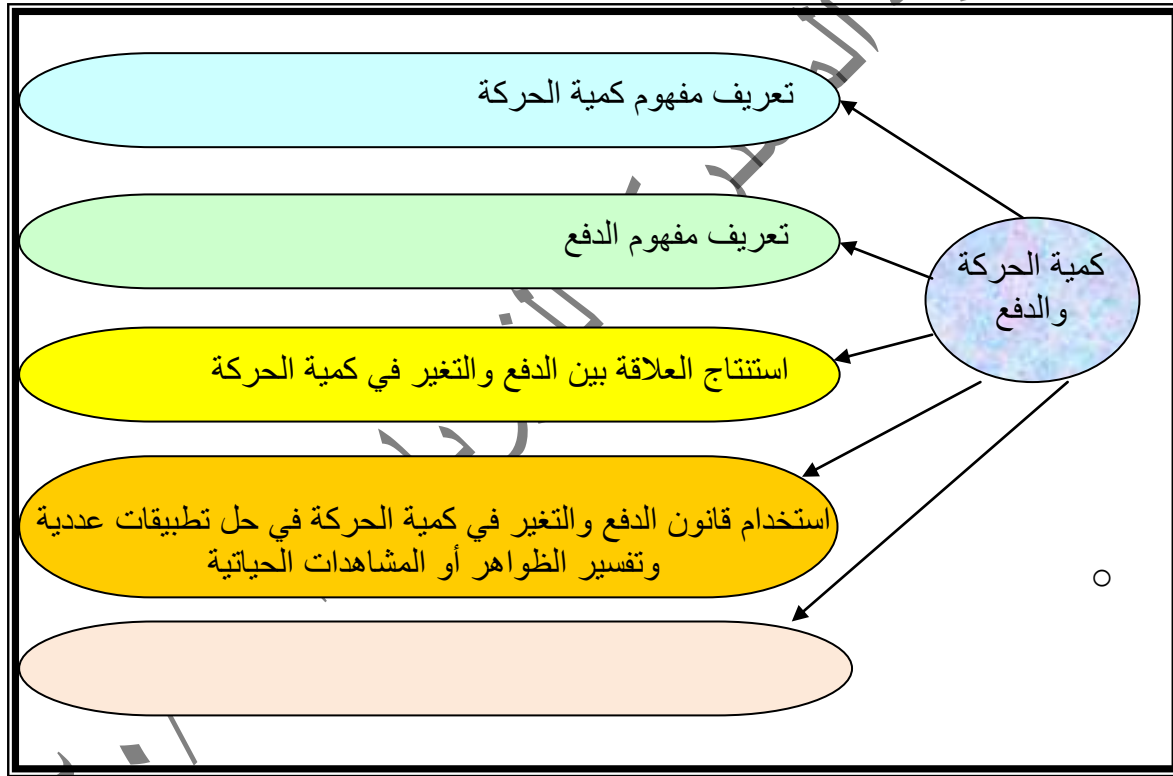 كمية الحركة
والدفع
تعريف مفهوم كمية الحركة
تعريف مفهوم الدفع
استنتاج العلاقة بين الدفع والتغير في كمية الحركة
استخدام قانون الدفع والتغير في كمية الحركة في حل تطبيقات عددية
وتفسير الظواهر أو المشاهدات الحياتية